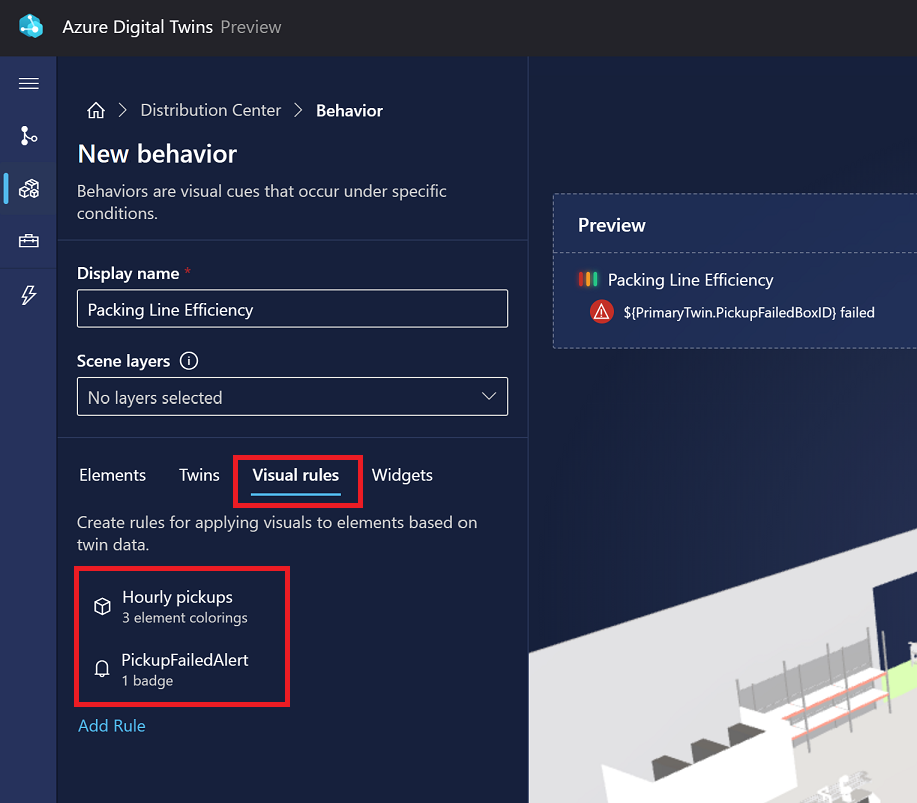 Azure Digital Twins Preview
Distribution Center Behavior
New behavior
Behaviors are visual cues that occur under specific
conditions.
Display name *
Packing Line Efficiency
Scene layers
No layers selected
Elements Twins Visual rules Widgets
Create rules for applying visuals to elements based on
twin data.
Hourly pickups
3 element colorings
PickupFailedAlert
1 badge
Add Rule
Preview
Packing Line Efficiency
${PrimaryTwin.PickupFailedBoxID} failed